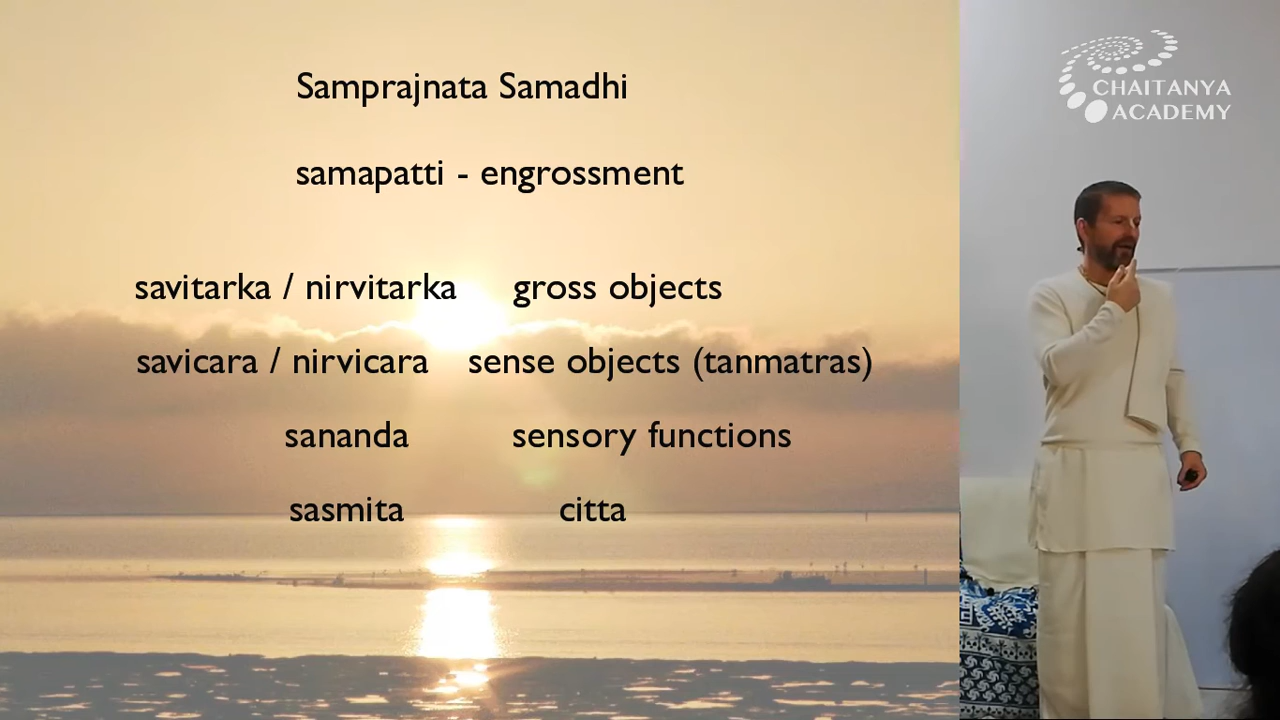 Samprajnata Samadhi
samapatti - engrossment
savitarka / nirvitarka gross objects
savicara / nirvicara sense objects (tanmatras)
sananda sensory functions
sasmita citta
CHAITANYA
ACADEMY